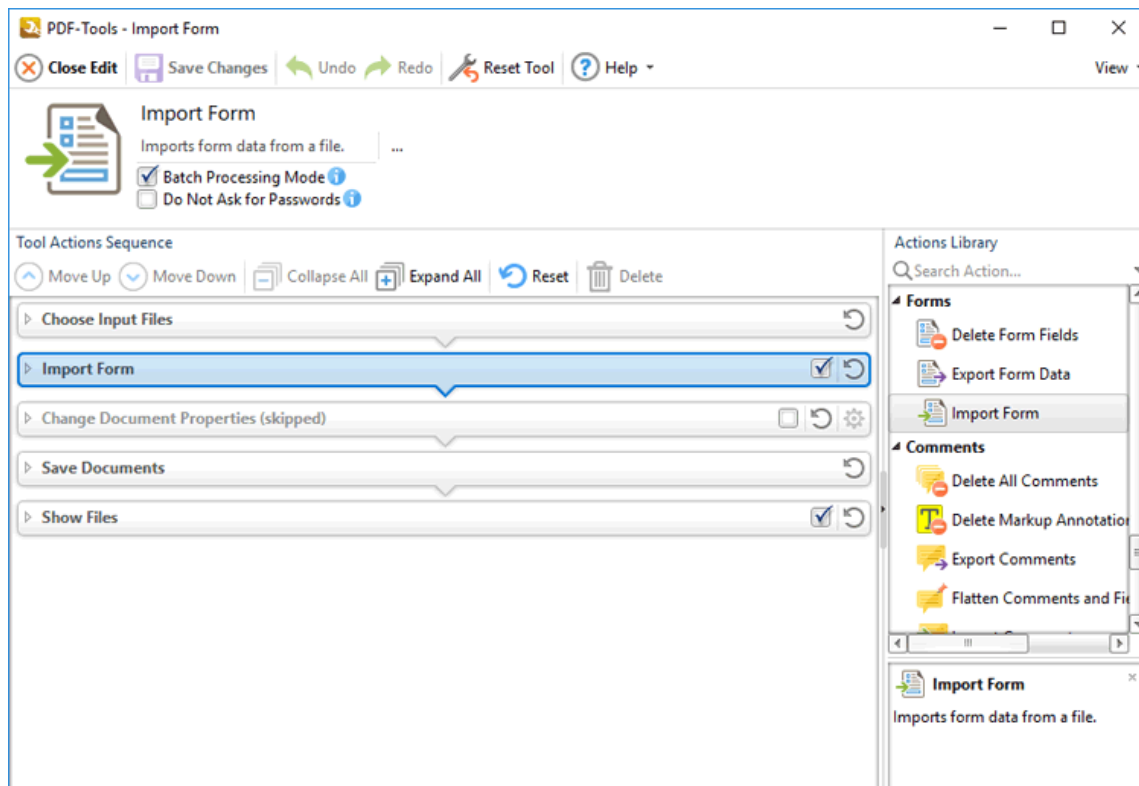 PDF-Tools - Import Form
Close Edit Save Changes Undo Redo Reset Tool Help View
Import Form
Imports form data from a file. ...
Batch Processing Mode
Do Not Ask for Passwords
Tool Actions Sequence
Move Up Move Down Collapse All Expand All Reset Delete
Choose Input Files
Import Form
Change Document Properties (skipped)
Save Documents
Show Files
Actions Library
Search Action...
Forms
Delete Form Fields
Export Form Data
Import Form
Comments
Delete All Comments
Delete Markup Annotation
Export Comments
Flatten Comments and Fie
Import Form
Imports form data from a file.